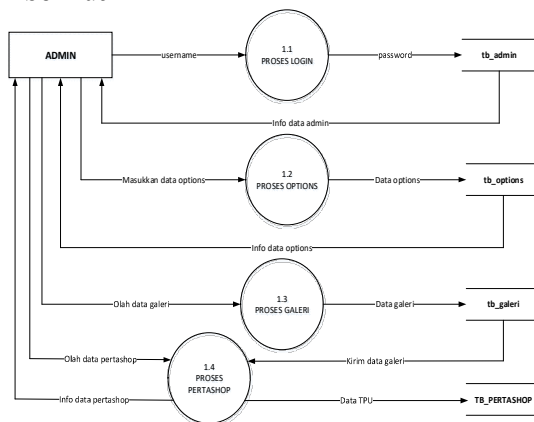 ADMIN
username
1.1
PROSES LOGIN
password
tb_admin
Info data admin
Masukkan data options
1.2
PROSES OPTIONS
Data options
tb_options
Info data options
Olah data galeri
1.3
PROSES GALERI
Data galeri
tb_galeri
Olah data pertashop
1.4
PROSES
PERTASHOP
Kirim data galeri
Info data pertashop
Data TPU
TB_PERTASHOP